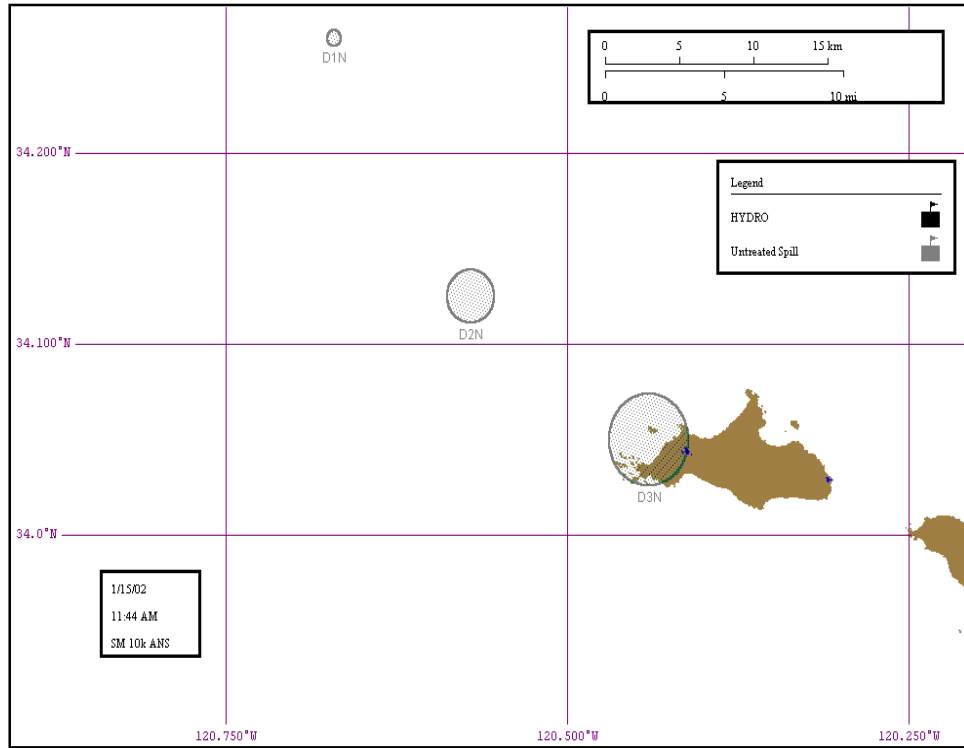 D1N
0 5 10 15 km
0 5 10 mi
34.200°N
Legend
HYDRO
Untreated Spill
D2N
34.100°N
D3N
34.0°N
1/15/02
11:44 AM
SM 10k ANS
120.750°W 120.500°W 120.250°W